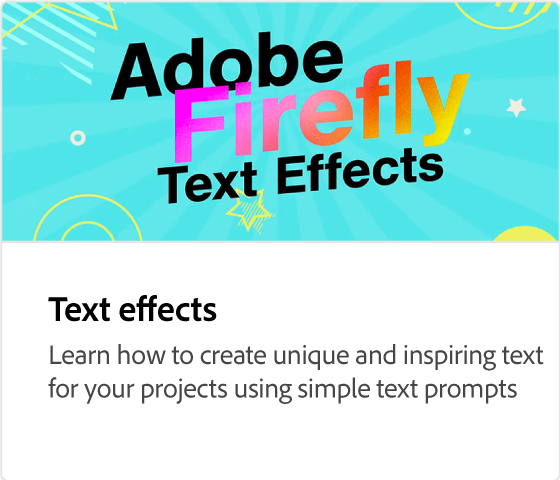 Adobe
Firefly
Text Effects
Text effects
Learn how to create unique and inspiring text
for your projects using simple text prompts